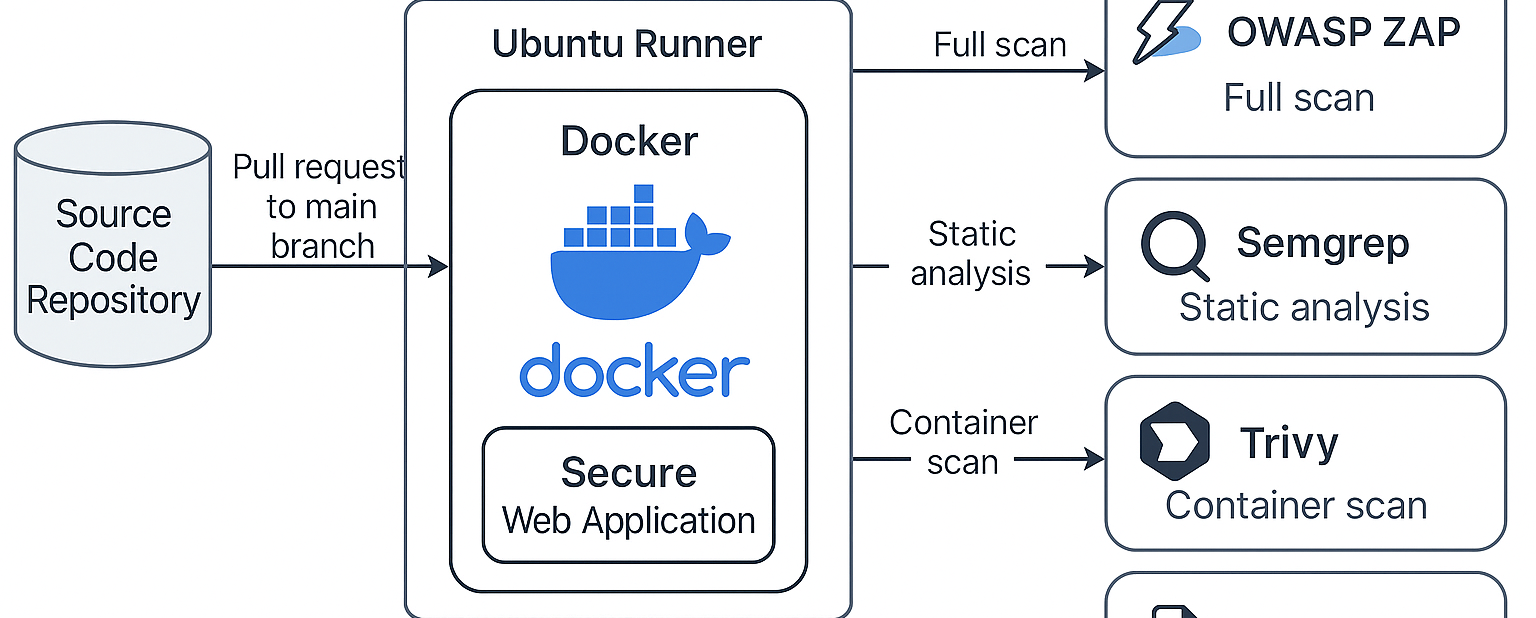 Source
Code
Repository
Pull request
to main
branch
Ubuntu Runner
Docker
docker
Secure
Web Application
Full scan
Static
analysis
Container
scan
OWASP ZAP
Full scan
Semgrep
Static analysis
Trivy
Container scan